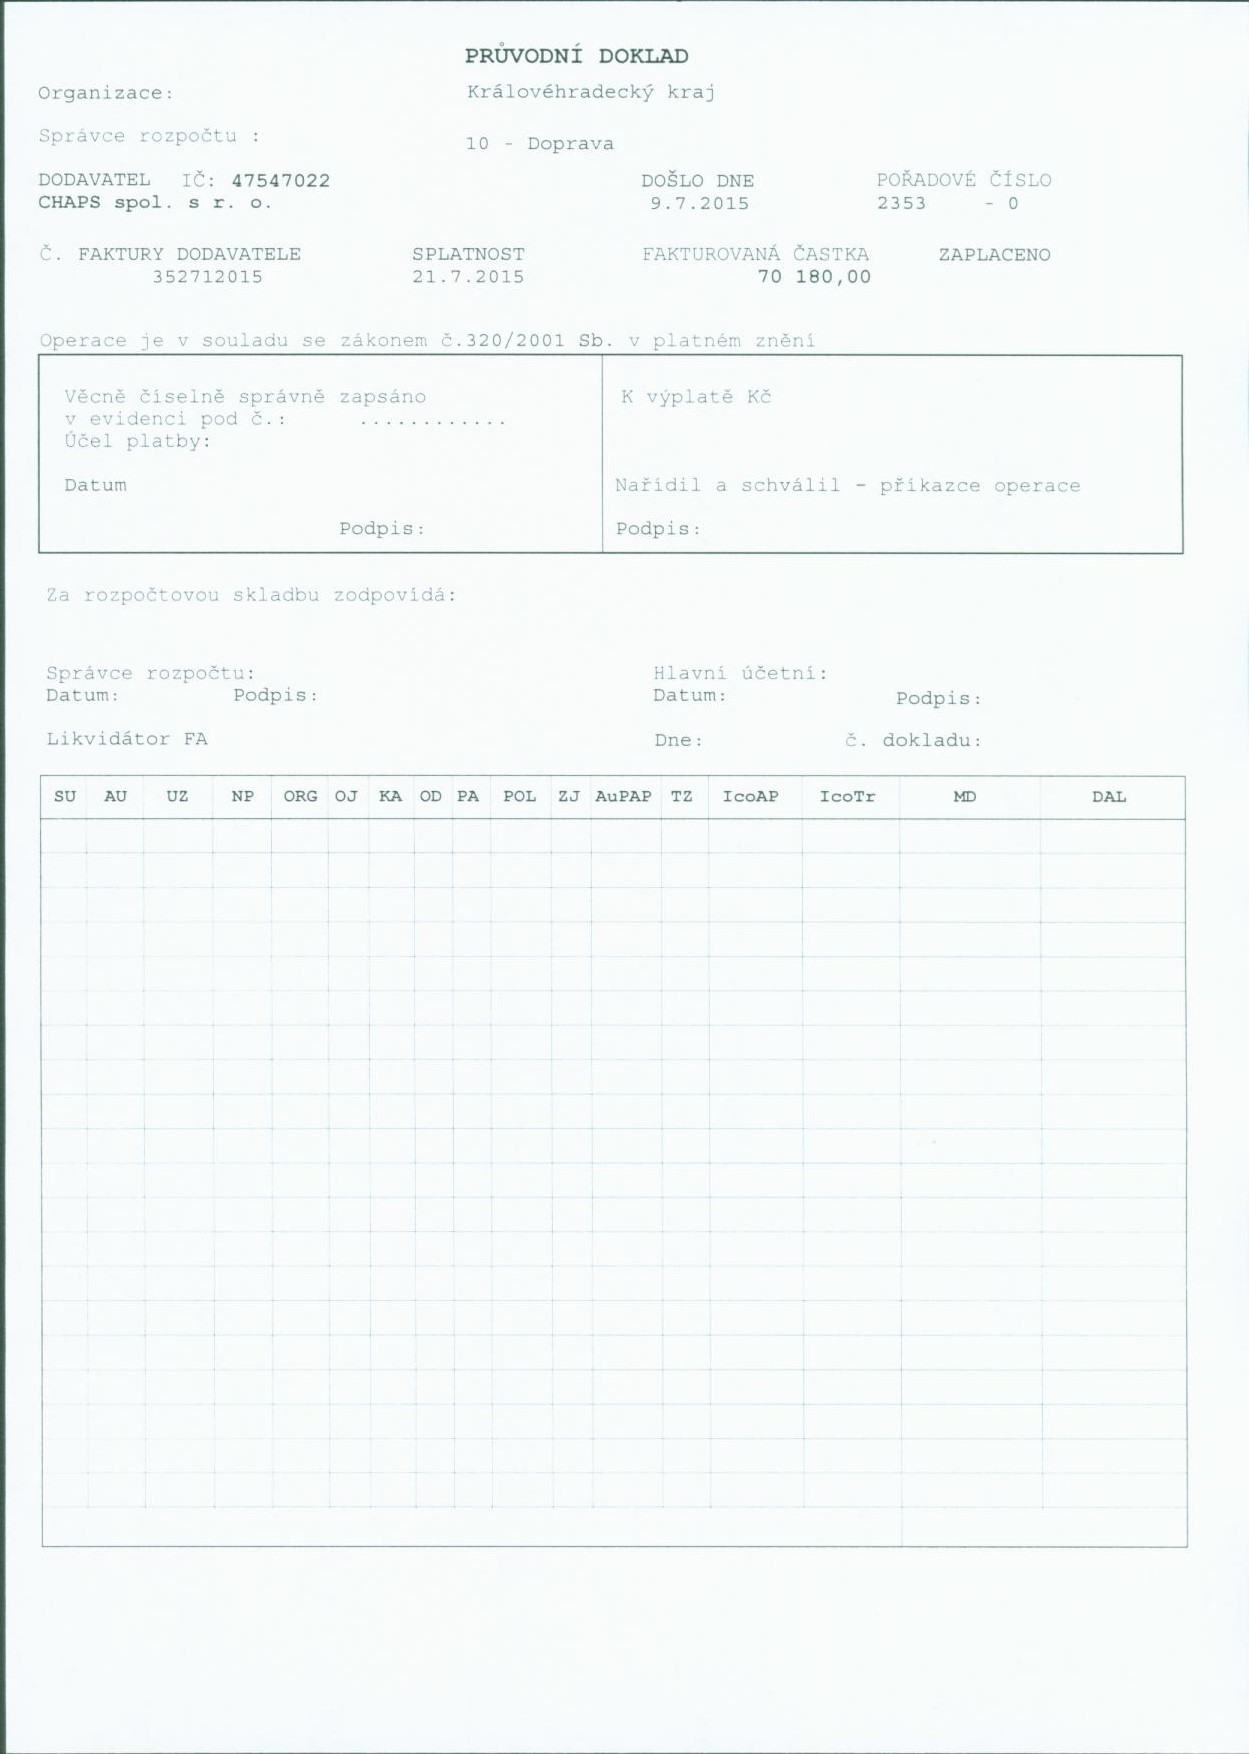 PRŮVODNÍ DOKLAD
Organizace: Královéhradecký kraj
Správce rozpočtu : 10 - Doprava
DODAVATEL IČ: 47547022 DOŠLO DNE POŘADOVÉ ČÍSLO
CHAPS spol. s r. o. 9.7.2015 2353 - 0
Č. FAKTURY DODAVATELE SPLATNOST FAKTUROVANÁ ČASTKA ZAPLACENO
352712015 21.7.2015 70 180,00
Operace je v souladu se zákonem č.320/2001 Sb. v platném znění
Věcně číselně správně zapsáno K výplatě Kč
v evidenci pod č.: ............
Účel platby:
Datum Nařídil a schválil - příkazce operace
Podpis: Podpis:
Za rozpočtovou skladbu zodpovídá:
Správce rozpočtu: Hlavní účetní:
Datum: Podpis: Datum: Podpis:
Likvidátor FA Dne: č. dokladu:
SU AU UZ NP ORG OJ KA OD PA POL ZJ AuPAP TZ IcoAP IcoTr MD DAL